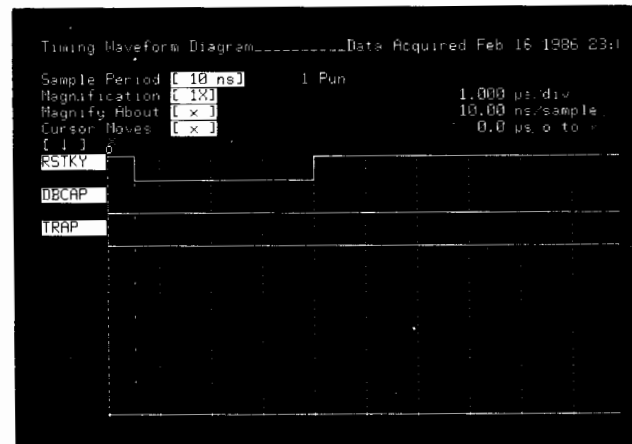 Timing Waveform Diagram__________Data Acquired Feb 16 1986 23:
Sample Period [ 10 ns] 1 Run
Magnification [ 1X] 1.000 µs/div
Magnify About [ x ] 10.00 ns/sample
Cursor Moves [ x ] 0.0 µs o to x
[ ↓ ]
RSTKY
DBCAP
TRAP